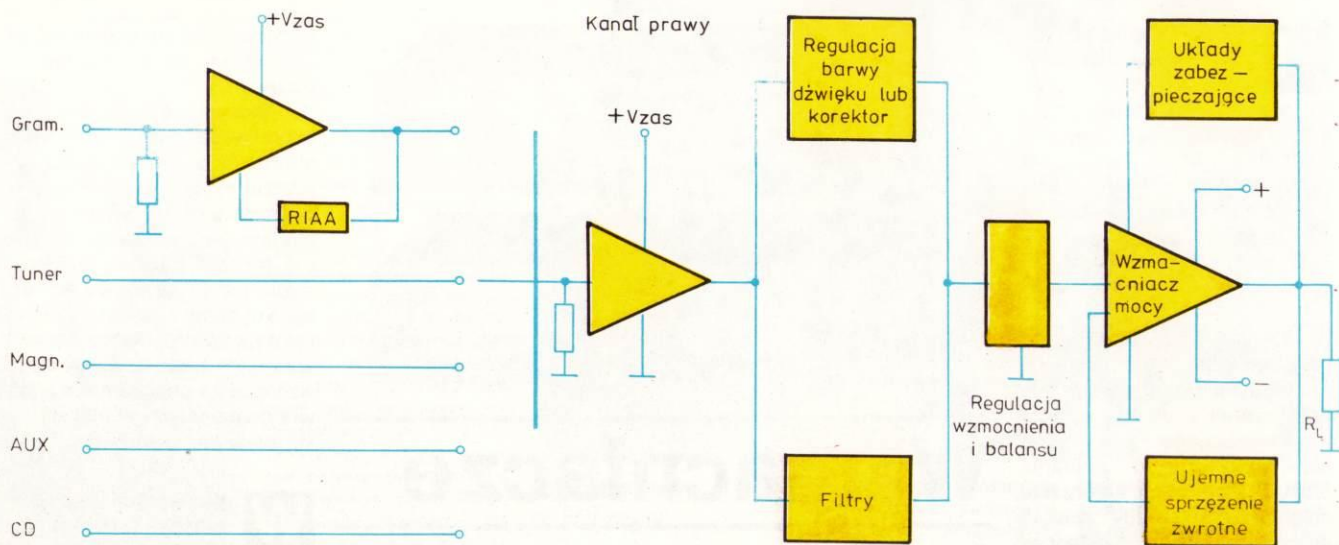 +Vzas
Kanał prawy
Gram.
RIAA
Tuner
Magn.
AUX
CD
+Vzas
Regulacja
barwy
dźwięku lub
korektor
Filtry
Regulacja
wzmocnienia
i balansu
Układy
zabez —
pieczające
Wzma—
cniacz
mocy
+
—
R_L
Ujemne
sprzężenie
zwrotne